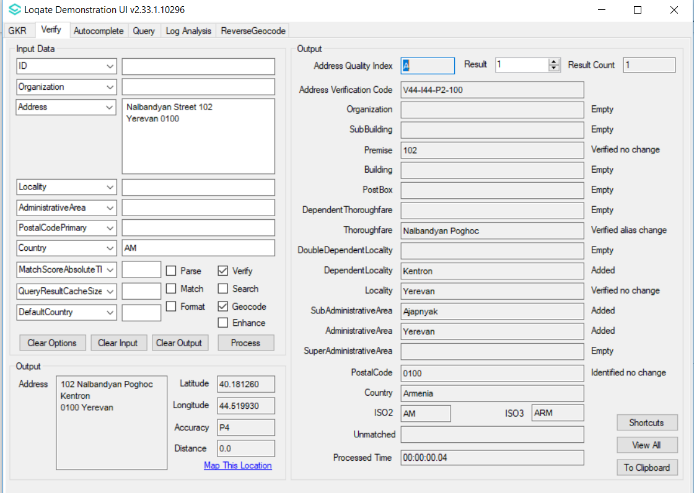 Loqate Demonstration UI v2.33.1.10296
GKR Verify Autocomplete Query Log Analysis ReverseGeocode
Input Data
ID
Organization
Address
Nalbandyan Street 102
Yerevan 0100
Locality
AdministrativeArea
PostalCodePrimary
Country AM
MatchScoreAbsoluteTl Parse Verify
QueryResultCacheSize Match Search
DefaultCountry Format Geocode
Enhance
Clear Options Clear Input Clear Output Process
Output
Address
102 Nalbandyan Poghoc
Kentron
0100 Yerevan
Latitude 40.181260
Longitude 44.519930
Accuracy P4
Distance 0.0
Map This Location
Output
Address Quality Index A Result 1 Result Count 1
Address Verification Code V44-I44-P2-100
Organization Empty
SubBuilding Empty
Premise 102 Verified no change
Building Empty
PostBox Empty
DependentThoroughfare Empty
Thoroughfare Nalbandyan Poghoc Verified alias change
DoubleDependentLocality Empty
DependentLocality Kentron Added
Locality Yerevan Verified no change
SubAdministrativeArea Ajapnyak Added
AdministrativeArea Yerevan Added
SuperAdministrativeArea Empty
PostalCode 0100 Identified no change
Country Armenia
ISO2 AM ISO3 ARM
Unmatched
Processed Time 00:00:00.04
Shortcuts
View All
To Clipboard